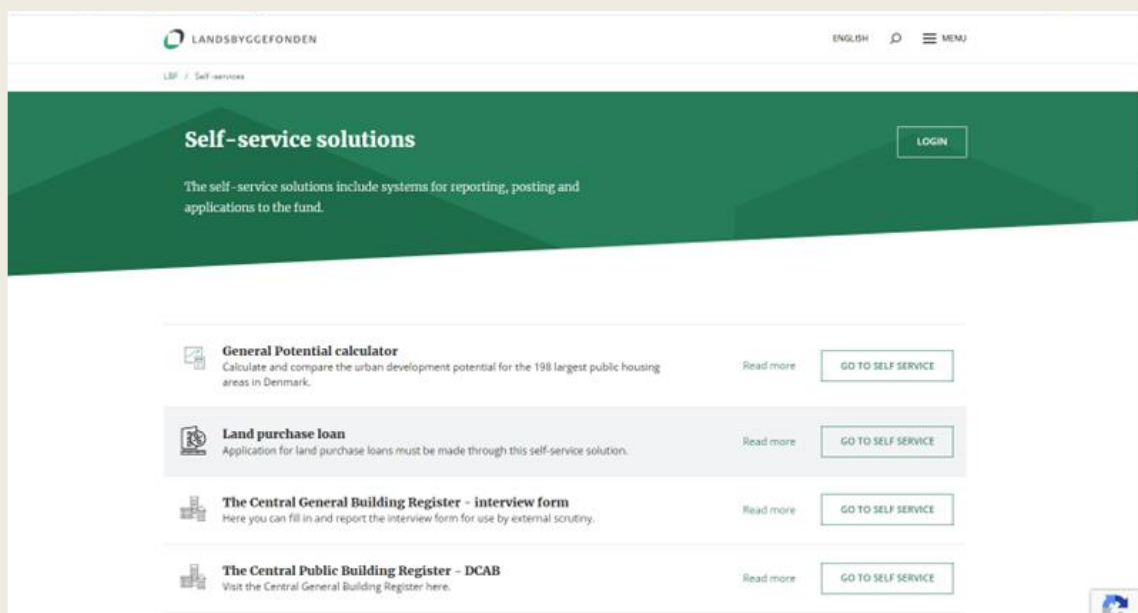 LANDSBYGGEFONDEN
ENGLISH
MENU
LBF / Self-services
Self-service solutions
LOGIN
The self-service solutions include systems for reporting, posting and
applications to the fund.
General Potential calculator
Calculate and compare the urban development potential for the 198 largest public housing
areas in Denmark.
Read more
GO TO SELF SERVICE
Land purchase loan
Application for land purchase loans must be made through this self-service solution.
Read more
GO TO SELF SERVICE
The Central General Building Register - interview form
Here you can fill in and report the interview form for use by external scrutiny.
Read more
GO TO SELF SERVICE
The Central Public Building Register - DCAB
Visit the Central General Building Register here.
Read more
GO TO SELF SERVICE